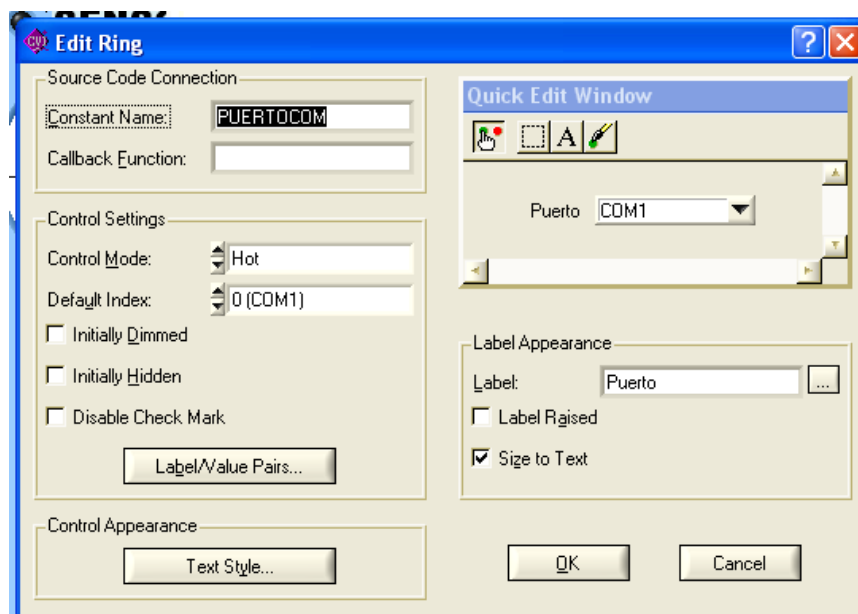 Edit Ring
Source Code Connection
Constant Name: PUERTOCOM
Callback Function:
Control Settings
Control Mode: Hot
Default Index: 0 (COM1)
Initially Dimmed
Initially Hidden
Disable Check Mark
Label/Value Pairs...
Control Appearance
Text Style...
Quick Edit Window
A
Puerto COM1
Label Appearance
Label: Puerto ...
Label Raised
Size to Text
OK Cancel